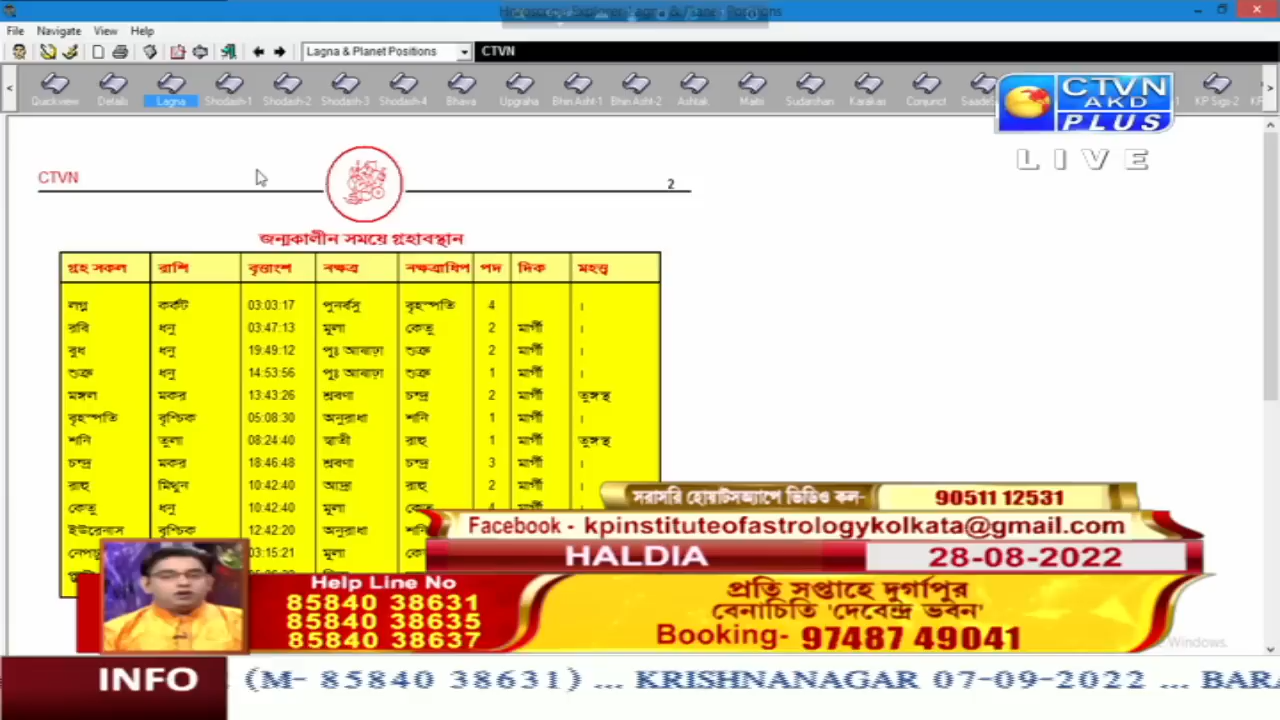 File Navigate View Help
Lagna & Planet Positions CTVN
Quickview Details Lagna Shodash-1 Shodash-2 Shodash-3 Shodash-4 Bhava Upgraha Bhin Asht-1 Bhin Asht-2 Ashtak Maitri Sudarshan Karakas Conjunct KP Sigs-2
CTVN
AKD
PLUS
LIVE
CTVN
2
জন্মকালীন সময়ে গ্রহাবস্থান
গ্রহ সকল রাশি বৃত্তাংশ নক্ষত্র নক্ষত্রাধিপ পদ দিক মহত্ত্ব
লগ্ন কর্কট 03:03:17 পুনর্বসু বৃহস্পতি 4 ।
রবি ধনু 03:47:13 মূলা কেতু 2 মার্গী ।
বুধ ধনু 19:49:12 পূঃ আষাঢ়া শুক্র 2 মার্গী ।
শুক্র ধনু 14:53:56 পূঃ আষাঢ়া শুক্র 1 মার্গী ।
মঙ্গল মকর 13:43:26 শ্রবণা চন্দ্র 2 মার্গী তুঙ্গস্থ
বৃহস্পতি বৃশ্চিক 05:08:30 অনুরাধা শনি 1 মার্গী ।
শনি তুলা 08:24:40 স্বাতী রাহু 1 মার্গী তুঙ্গস্থ
চন্দ্র মকর 18:46:48 শ্রবণা চন্দ্র 3 মার্গী ।
রাহু মিথুন 10:42:40 আর্দ্রা রাহু 2 মার্গী ।
কেতু ধনু 10:42:40 মূলা
ইউরেনাস বৃশ্চিক 12:42:20 অনুরাধা
03:15:21 মূলা
সরাসরি হোয়াটসঅ্যাপে ভিডিও কল- 90511 12531
Facebook - kpinstituteofastrologykolkata@gmail.com
HALDIA 28-08-2022
Help Line No
85840 38631
85840 38635
85840 38637
প্রতি সপ্তাহে দুর্গাপুর
বেনাচিতি 'দেবেন্দ্র ভবন'
Booking- 97487 49041
Windows.
INFO (M- 85840 38631) ... KRISHNANAGAR 07-09-2022 ... BARA